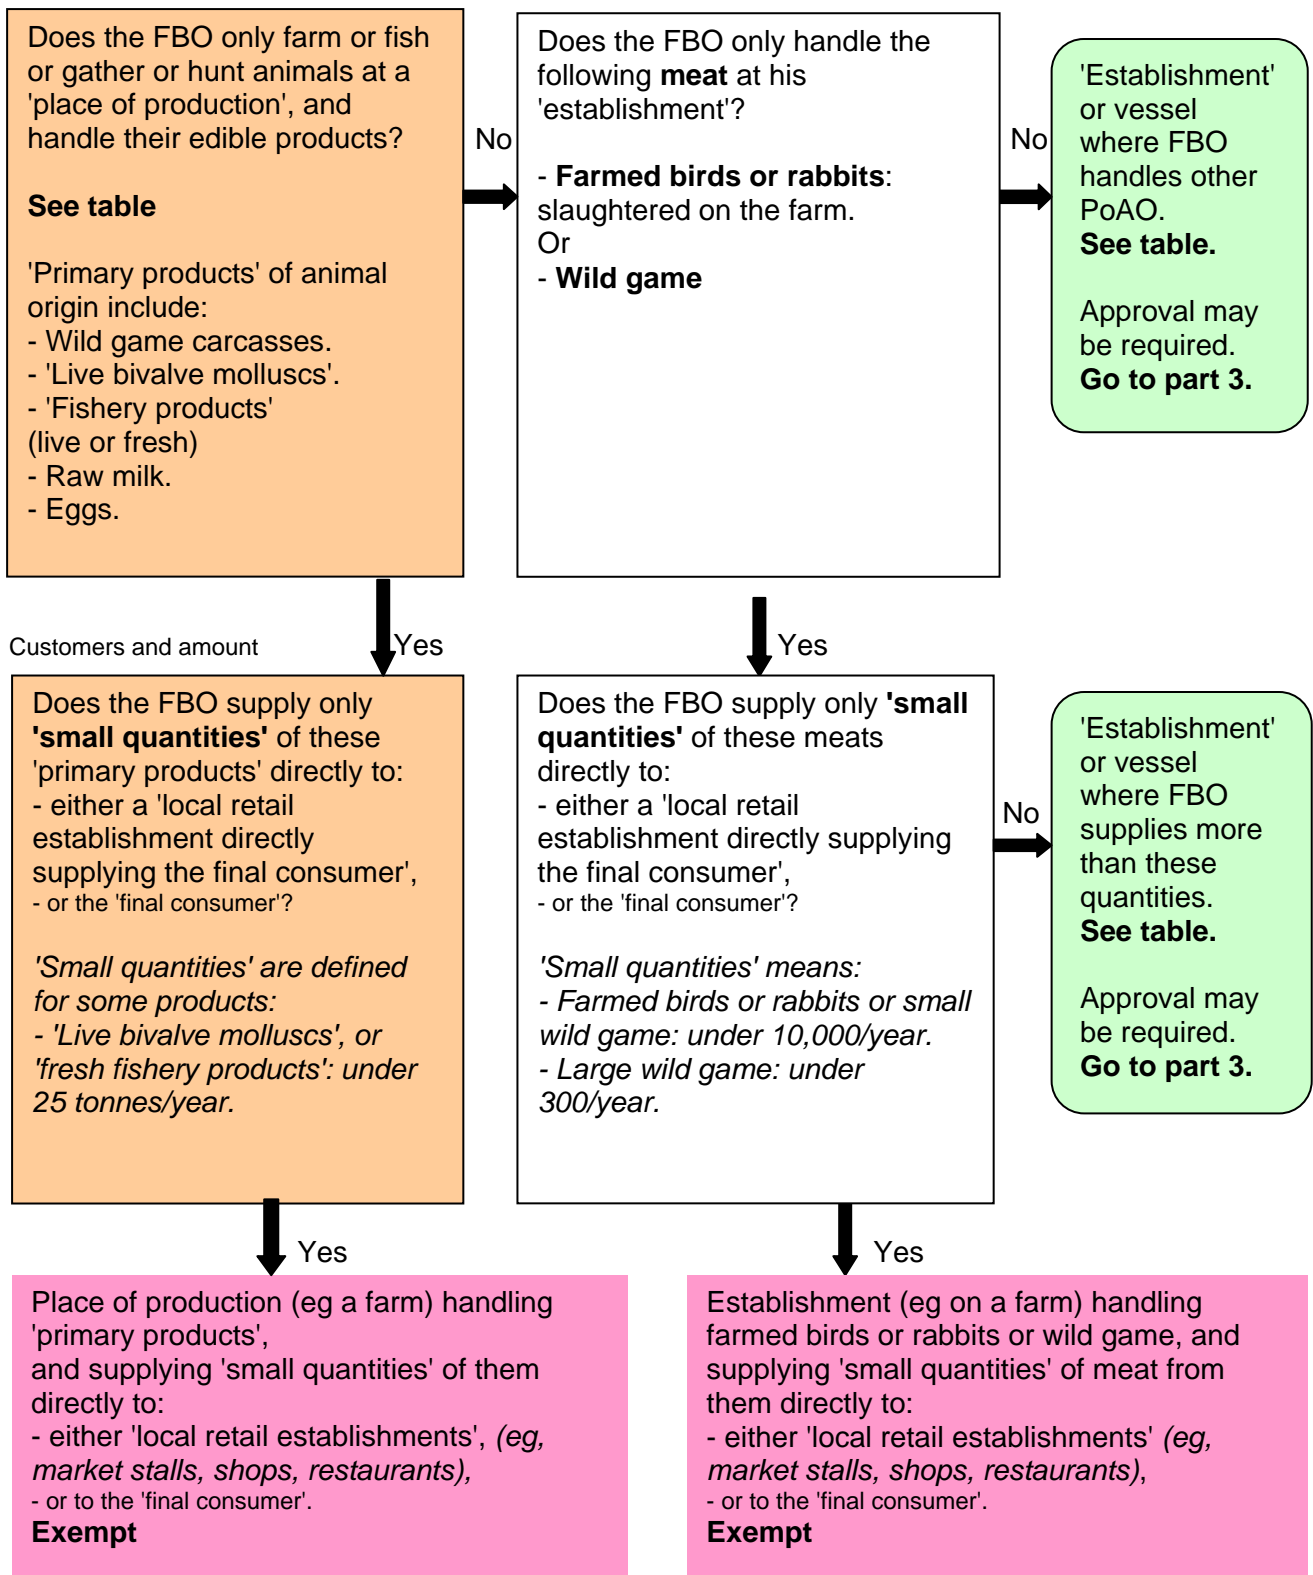 Does the FBO only farm or fish
or gather or hunt animals at a
'place of production', and
handle their edible products?
See table
'Primary products' of animal
origin include:
- Wild game carcasses.
- 'Live bivalve molluscs'.
- 'Fishery products'
(live or fresh)
- Raw milk.
- Eggs.
No
Does the FBO only handle the
following meat at his
'establishment'?
- Farmed birds or rabbits:
slaughtered on the farm.
Or
- Wild game
No
'Establishment'
or vessel
where FBO
handles other
PoAO.
See table.
Approval may
be required.
Go to part 3.
Customers and amount
Yes
Yes
Does the FBO supply only
'small quantities' of these
'primary products' directly to:
- either a 'local retail
establishment directly
supplying the final consumer',
- or the 'final consumer'?
'Small quantities' are defined
for some products:
- 'Live bivalve molluscs', or
'fresh fishery products': under
25 tonnes/year.
Does the FBO supply only 'small
quantities' of these meats
directly to:
- either a 'local retail
establishment directly supplying
the final consumer',
- or the 'final consumer'?
'Small quantities' means:
- Farmed birds or rabbits or small
wild game: under 10,000/year.
- Large wild game: under
300/year.
No
'Establishment'
or vessel
where FBO
supplies more
than these
quantities.
See table.
Approval may
be required.
Go to part 3.
Yes
Yes
Place of production (eg a farm) handling
'primary products',
and supplying 'small quantities' of them
directly to:
- either 'local retail establishments', (eg,
market stalls, shops, restaurants),
- or to the 'final consumer'.
Exempt
Establishment (eg on a farm) handling
farmed birds or rabbits or wild game, and
supplying 'small quantities' of meat from
them directly to:
- either 'local retail establishments' (eg,
market stalls, shops, restaurants),
- or to the 'final consumer'.
Exempt